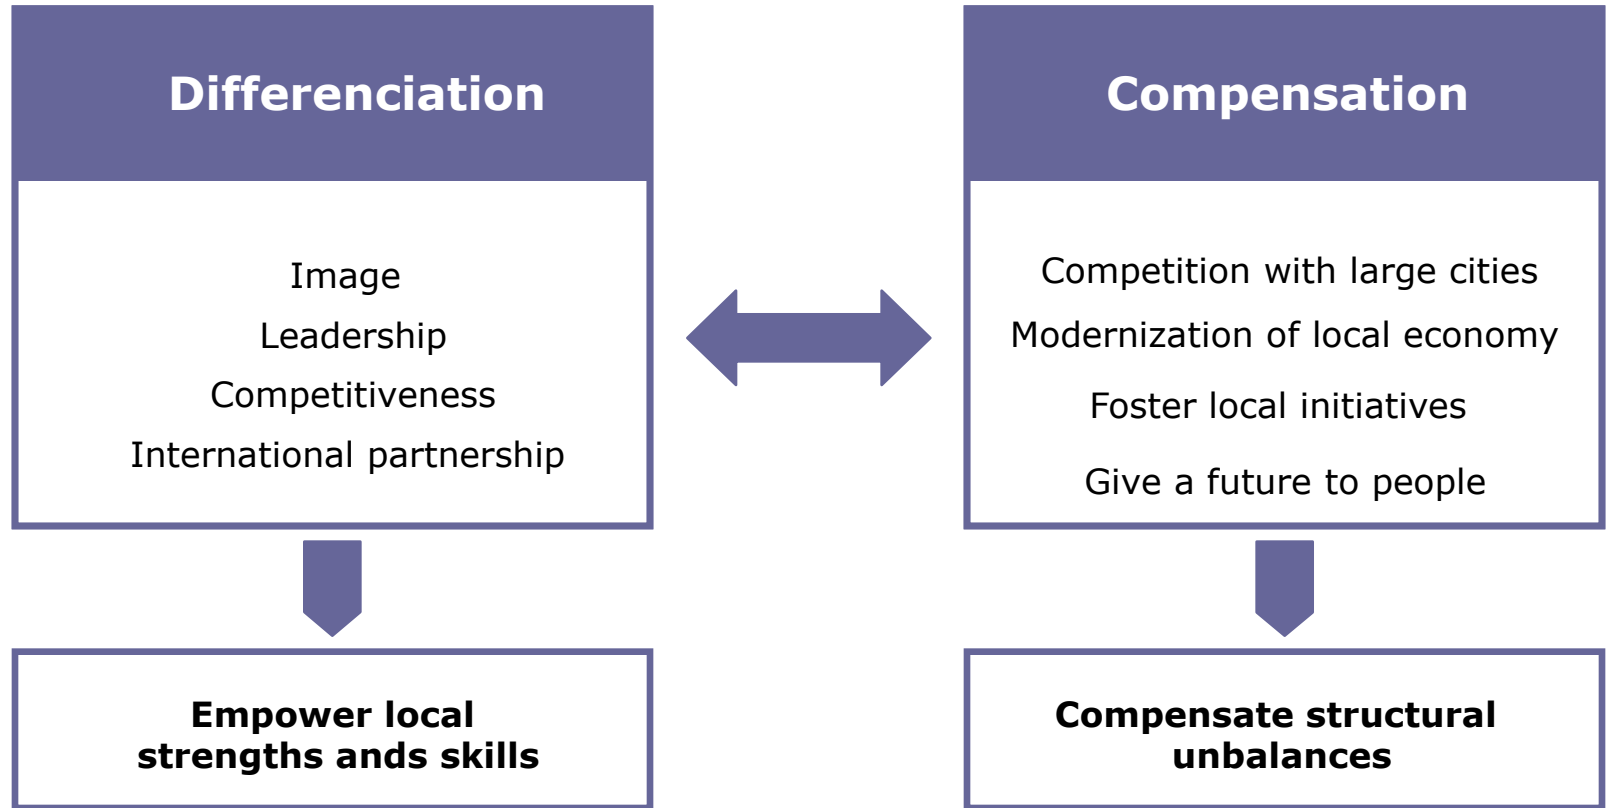 Differenciation
Image
Leadership
Competitiveness
International partnership
Empower local
strengths ands skills
Compensation
Competition with large cities
Modernization of local economy
Foster local initiatives
Give a future to people
Compensate structural
unbalances